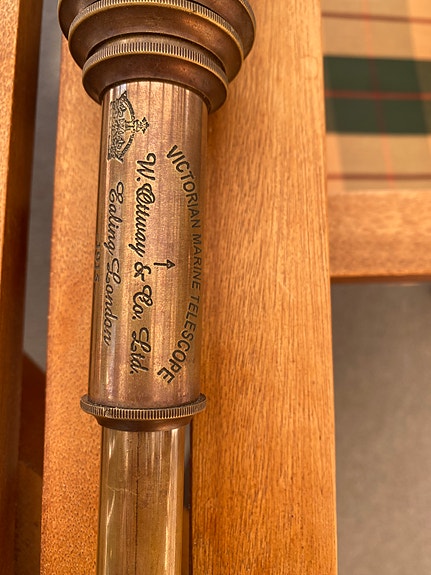 VICTORIAN MARINE TELESCOPE
W. Ottway & Co. Ltd.
Ealing London